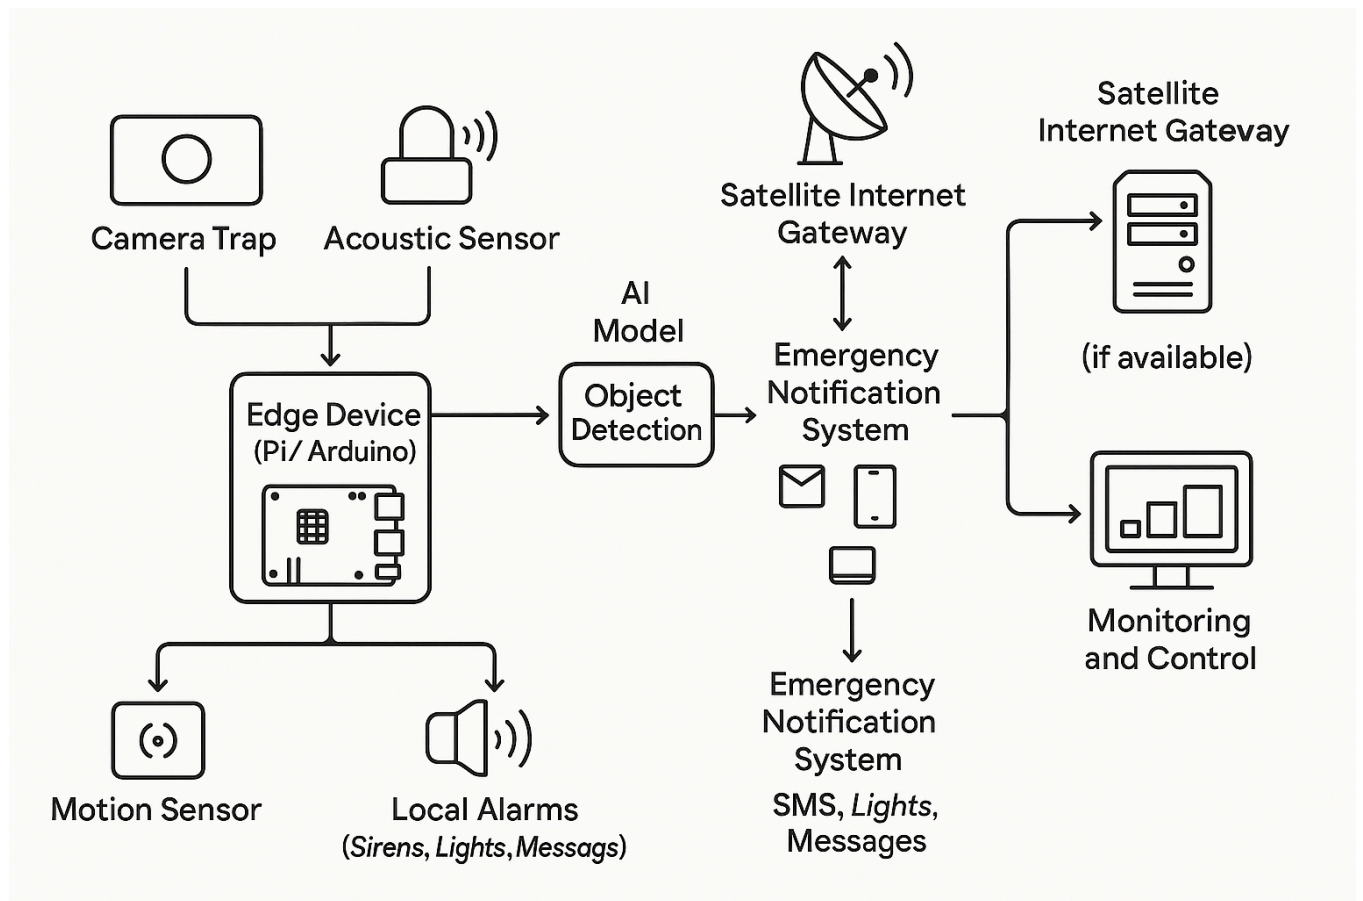 Camera Trap
Acoustic Sensor
Edge Device
(Pi/ Arduino)
Motion Sensor
Local Alarms
(Sirens, Lights, Messags)
AI
Model
Object
Detection
Satellite Internet
Gateway
Emergency
Notification
System
Emergency
Notification
System
SMS, Lights,
Messages
Satellite
Internet Gatevay
(if available)
Monitoring
and Control